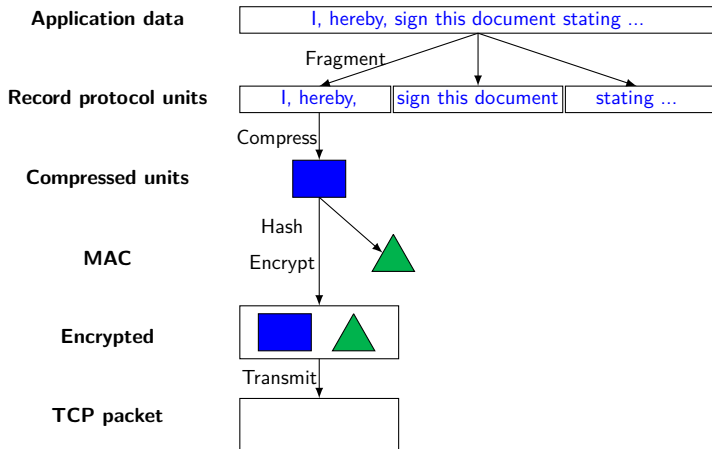 Application data
I, hereby, sign this document stating ...
Fragment
Record protocol units
I, hereby,
sign this document
stating ...
Compress
Compressed units
Hash
MAC
Encrypt
Encrypted
Transmit
TCP packet